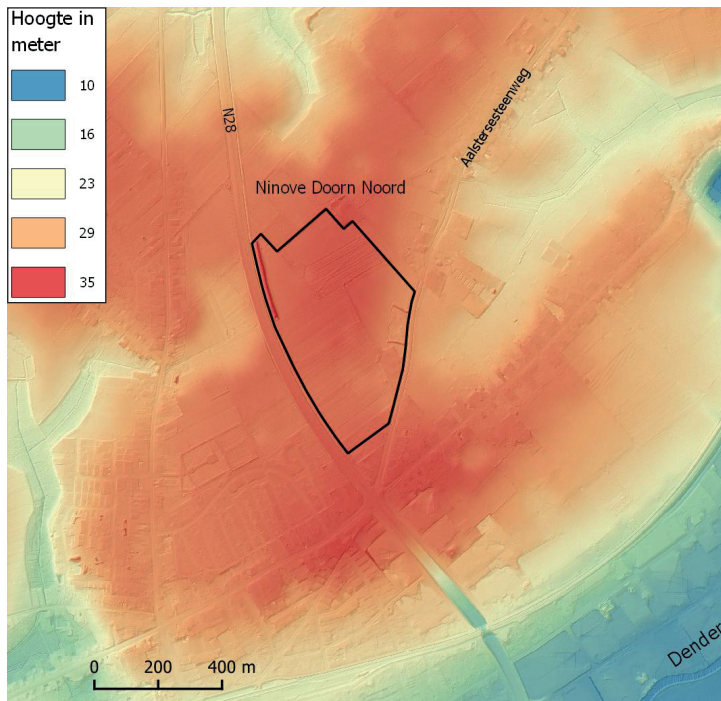 Hoogte in
meter
10
16
23
29
35
N28
Aalstersesteenweg
Ninove Doorn Noord
0 200 400 m
Dender